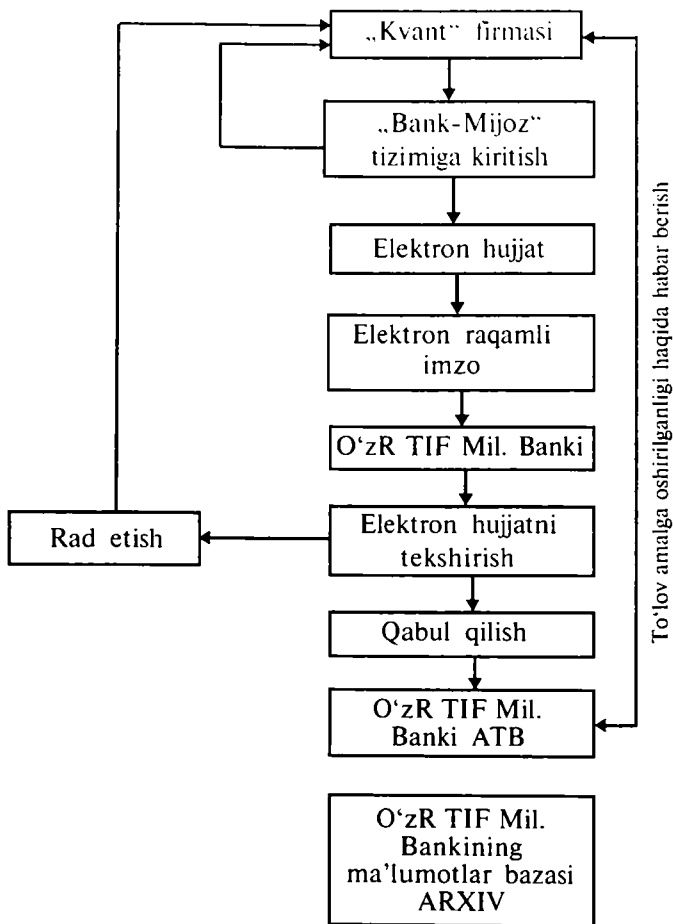 „Kvant“ firmasi
„Bank-Mijoz“
tizimiga kiritish
Elektron hujjat
Elektron raqamli
imzo
O‘zR TIF Mil. Banki
Rad etish
Elektron hujjatni
tekshirish
Qabul qilish
O‘zR TIF Mil.
Banki ATB
O‘zR TIF Mil.
Bankining
ma'lumotlar bazasi
ARXIV
To‘lov amalga oshirilganligi haqida habar berish